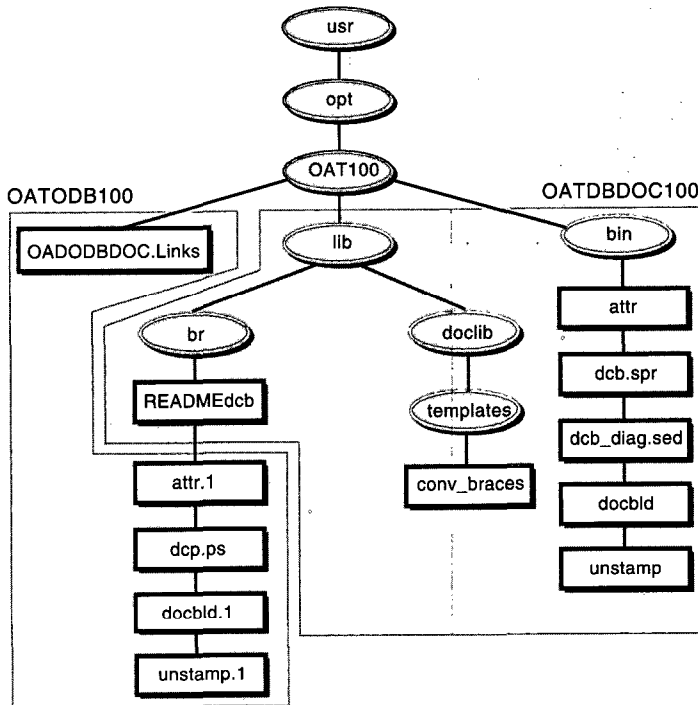 usr
opt
OAT100
OATODB100
OATDBDOC100
OADODBDOC.Links
lib
bin
br
doclib
attr
READMEdcb
templates
dcb.spr
attr.1
conv_braces
dcb_diag.sed
dcp.ps
docbld
docbld.1
unstamp
unstamp.1